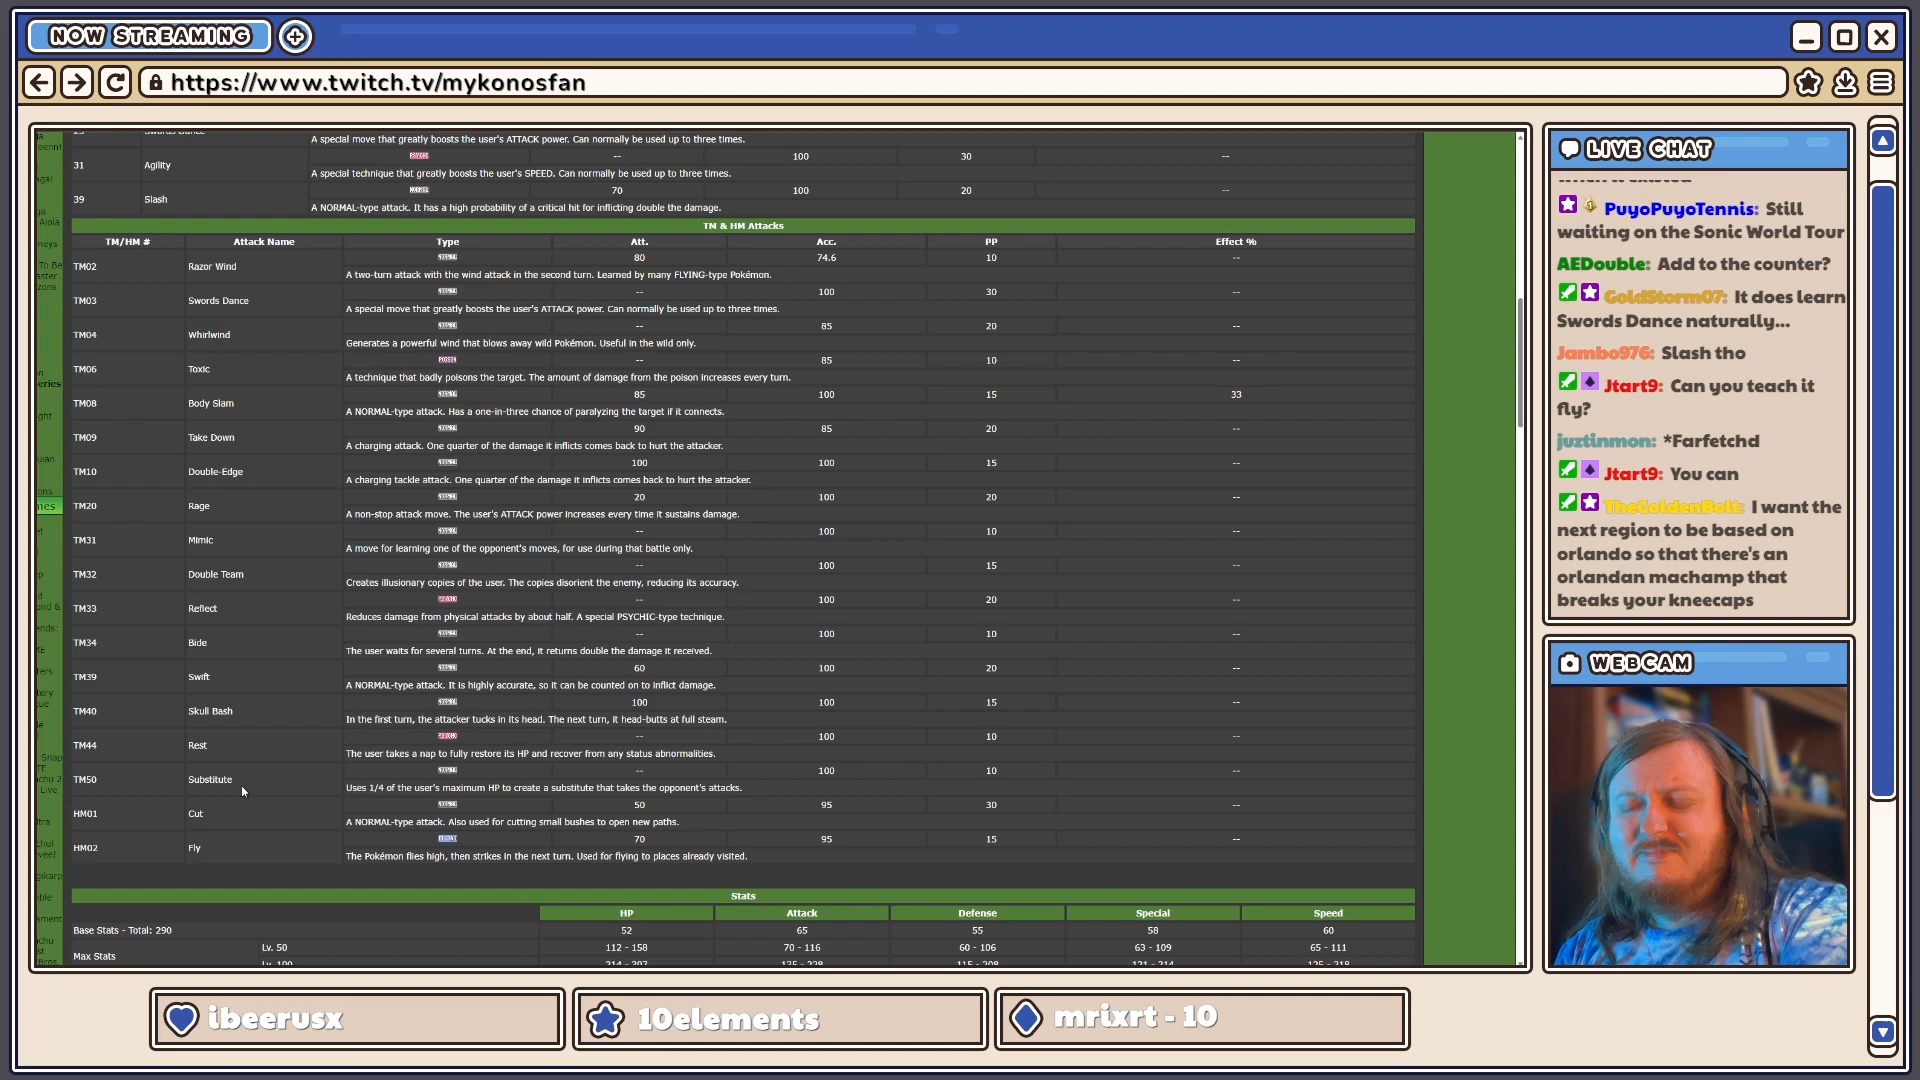 NOW STREAMING
https://www.twitch.tv/mykonosfan
A special move that greatly boosts the user's ATTACK power. Can normally be used up to three times.
31 Agility -- 100 30 --
A special technique that greatly boosts the user's SPEED. Can normally be used up to three times.
39 Slash 70 100 20 --
A NORMAL-type attack. It has a high probability of a critical hit for inflicting double the damage.
TM & HM Attacks
TM/HM # Attack Name Type Att. Acc. PP Effect %
TM02 Razor Wind 80 74.6 10 --
A two-turn attack with the wind attack in the second turn. Learned by many FLYING-type Pokémon.
TM03 Swords Dance -- 100 30 --
A special move that greatly boosts the user's ATTACK power. Can normally be used up to three times.
TM04 Whirlwind -- 85 20 --
Generates a powerful wind that blows away wild Pokémon. Useful in the wild only.
TM06 Toxic POISON -- 85 10 --
A technique that badly poisons the target. The amount of damage from the poison increases every turn.
TM08 Body Slam 85 100 15 33
A NORMAL-type attack. Has a one-in-three chance of paralyzing the target if it connects.
TM09 Take Down 90 85 20 --
A charging attack. One quarter of the damage it inflicts comes back to hurt the attacker.
TM10 Double-Edge 100 100 15 --
A charging tackle attack. One quarter of the damage it inflicts comes back to hurt the attacker.
TM20 Rage 20 100 20 --
A non-stop attack move. The user's ATTACK power increases every time it sustains damage.
TM31 Mimic -- 100 10 --
A move for learning one of the opponent's moves, for use during that battle only.
TM32 Double Team -- 100 15 --
Creates illusionary copies of the user. The copies disorient the enemy, reducing its accuracy.
TM33 Reflect -- 100 20 --
Reduces damage from physical attacks by about half. A special PSYCHIC-type technique.
TM34 Bide -- 100 10 --
The user waits for several turns. At the end, it returns double the damage it received.
TM39 Swift 60 100 20 --
A NORMAL-type attack. It is highly accurate, so it can be counted on to inflict damage.
TM40 Skull Bash 100 100 15 --
In the first turn, the attacker tucks in its head. The next turn, it head-butts at full steam.
TM44 Rest -- 100 10 --
The user takes a nap to fully restore its HP and recover from any status abnormalities.
TM50 Substitute -- 100 10 --
Uses 1/4 of the user's maximum HP to create a substitute that takes the opponent's attacks.
HM01 Cut 50 95 30 --
A NORMAL-type attack. Also used for cutting small bushes to open new paths.
HM02 Fly 70 95 15 --
The Pokémon flies high, then strikes in the next turn. Used for flying to places already visited.
Stats
HP Attack Defense Special Speed
Base Stats - Total: 290 52 65 55 58 60
Max Stats Lv. 50 112 - 158 70 - 116 60 - 106 63 - 109 65 - 111
LIVE CHAT
PuyoPuyoTennis: Still
waiting on the Sonic World Tour
AEDouble: Add to the counter?
GoldStorm07: It does learn
Swords Dance naturally...
Jambo976: Slash tho
Jtart9: Can you teach it
fly?
juztinmon: *Farfetchd
Jtart9: You can
TheGoldenBolt: I want the
next region to be based on
orlando so that there's an
orlandan machamp that
breaks your kneecaps
WEBCAM
ibeerusx
10elements
mrixrt - 10